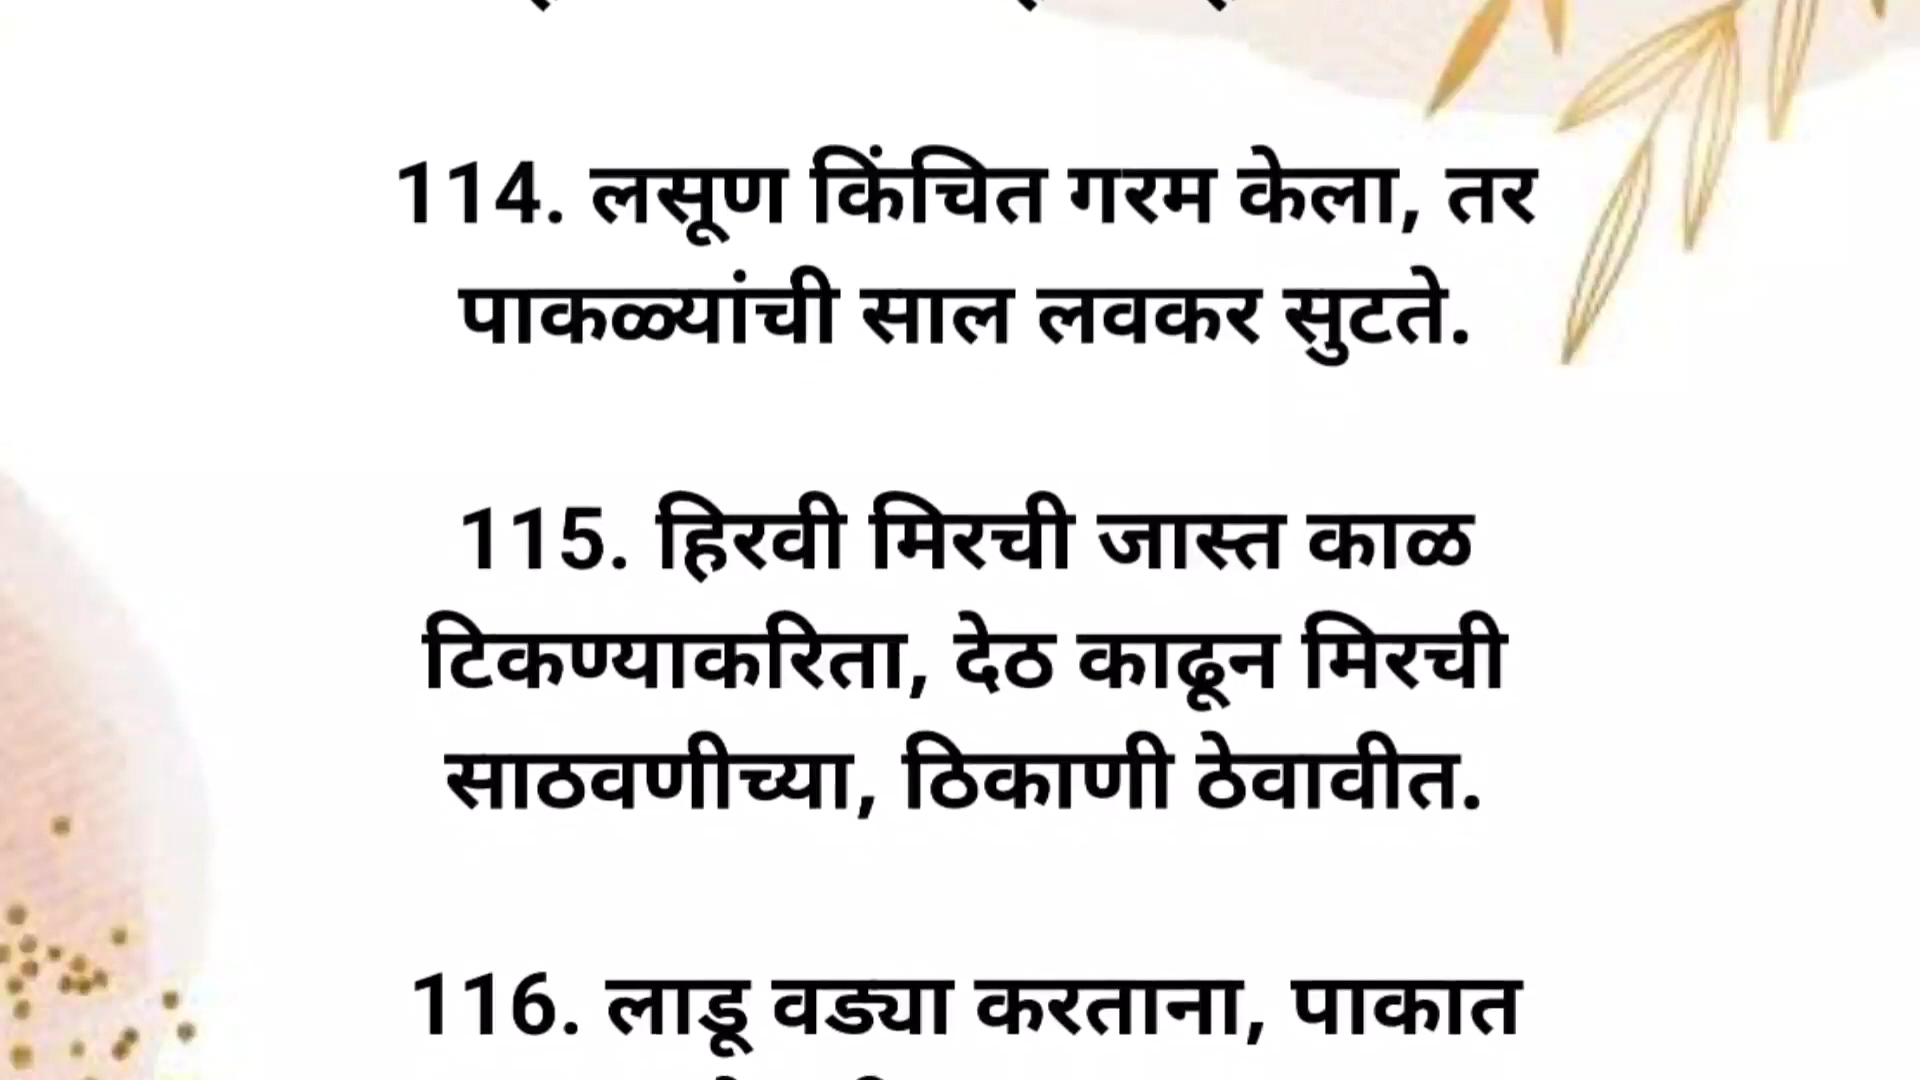 114. लसूण किंचित गरम केला, तर
पाकळ्यांची साल लवकर सुटते.
115. हिरवी मिरची जास्त काळ
टिकण्याकरिता, देठ काढून मिरची
साठवणीच्या, ठिकाणी ठेवावीत.
116. लाडू वड्या करताना, पाकात